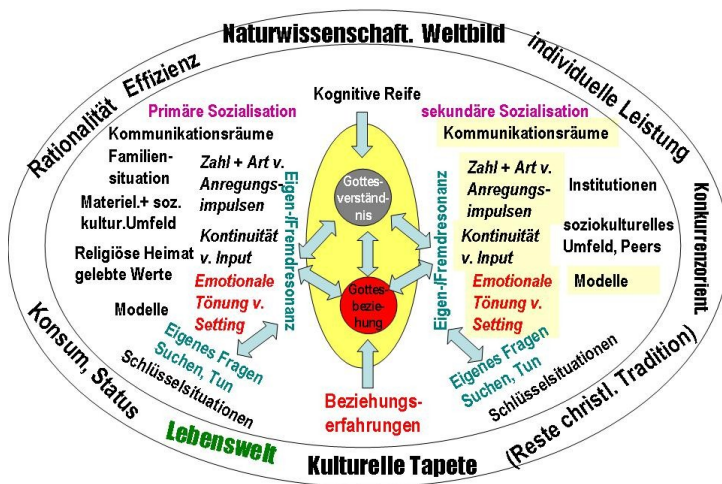 Naturwissenschaft. Weltbild
Rationalität Effizienz
individuelle Leistung
Konkurrenzorient.
(Reste christl. Tradition)
Kulturelle Tapete
Lebenswelt
Konsum, Status
Primäre Sozialisation
Kommunikationsräume
Familien-
situation
Materiel.+ soz.
kultur.Umfeld
Religiöse Heimat
gelebte Werte
Modelle
Zahl + Art v.
Anregungs-
impulsen
Kontinuität
v. Input
Emotionale
Tönung v.
Setting
Eigen-/Fremdresonanz
Eigenes Fragen
Suchen, Tun
Schlüsselsituationen
Kognitive Reife
Gottes-
verständ-
nis
Gottes-
bezie-
hung
Beziehungs-
erfahrungen
sekundäre Sozialisation
Kommunikationsräume
Zahl + Art v.
Anregungs-
impulsen
Kontinuität
v. Input
Emotionale
Tönung v.
Setting
Institutionen
soziokulturelles
Umfeld, Peers
Modelle
Eigen-/Fremdresonanz
Eigenes Fragen
Suchen, Tun
Schlüsselsituationen